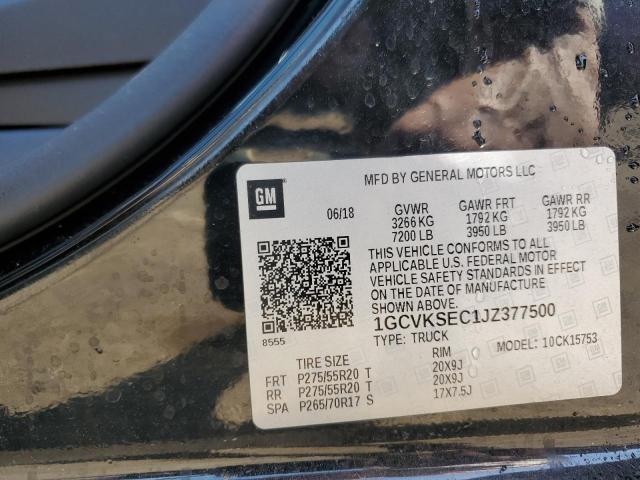 MFD BY GENERAL MOTORS LLC
GM
06/18 GVWR GAWR FRT GAWR RR
3266 KG 1792 KG 1792 KG
7200 LB 3950 LB 3950 LB
THIS VEHICLE CONFORMS TO ALL
APPLICABLE U.S. FEDERAL MOTOR
VEHICLE SAFETY STANDARDS IN EFFECT
ON THE DATE OF MANUFACTURE
SHOWN ABOVE.
1GCVKSEC1JZ377500
8555 TYPE: TRUCK MODEL: 10CK15753
TIRE SIZE RIM
FRT P275/55R20 T 20X9J
RR P275/55R20 T 20X9J
SPA P265/70R17 S 17X7.5J